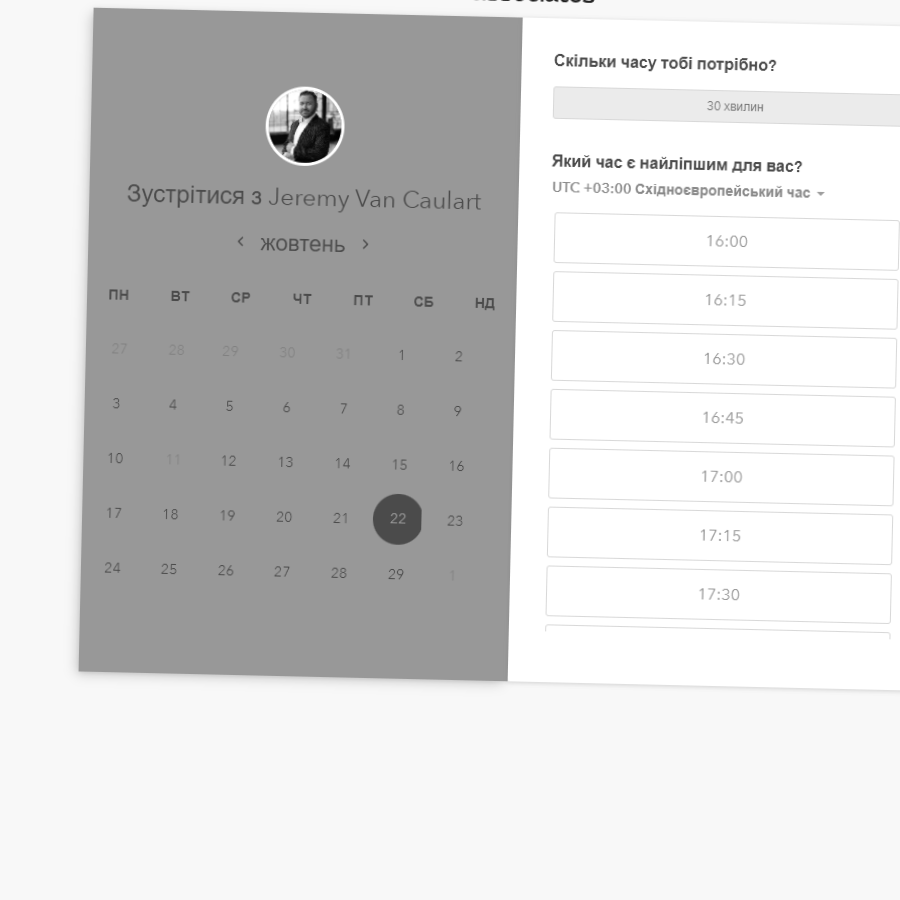 Зустрітися з Jeremy Van Caulart
жовтень
ПН ВТ СР ЧТ ПТ СБ НД
27 28 29 30 31 1 2
3 4 5 6 7 8 9
10 11 12 13 14 15 16
17 18 19 20 21 22 23
24 25 26 27 28 29 1
Скільки часу тобі потрібно?
30 хвилин
Який час є найліпшим для вас?
UTC +03:00 Східноєвропейський час
16:00
16:15
16:30
16:45
17:00
17:15
17:30